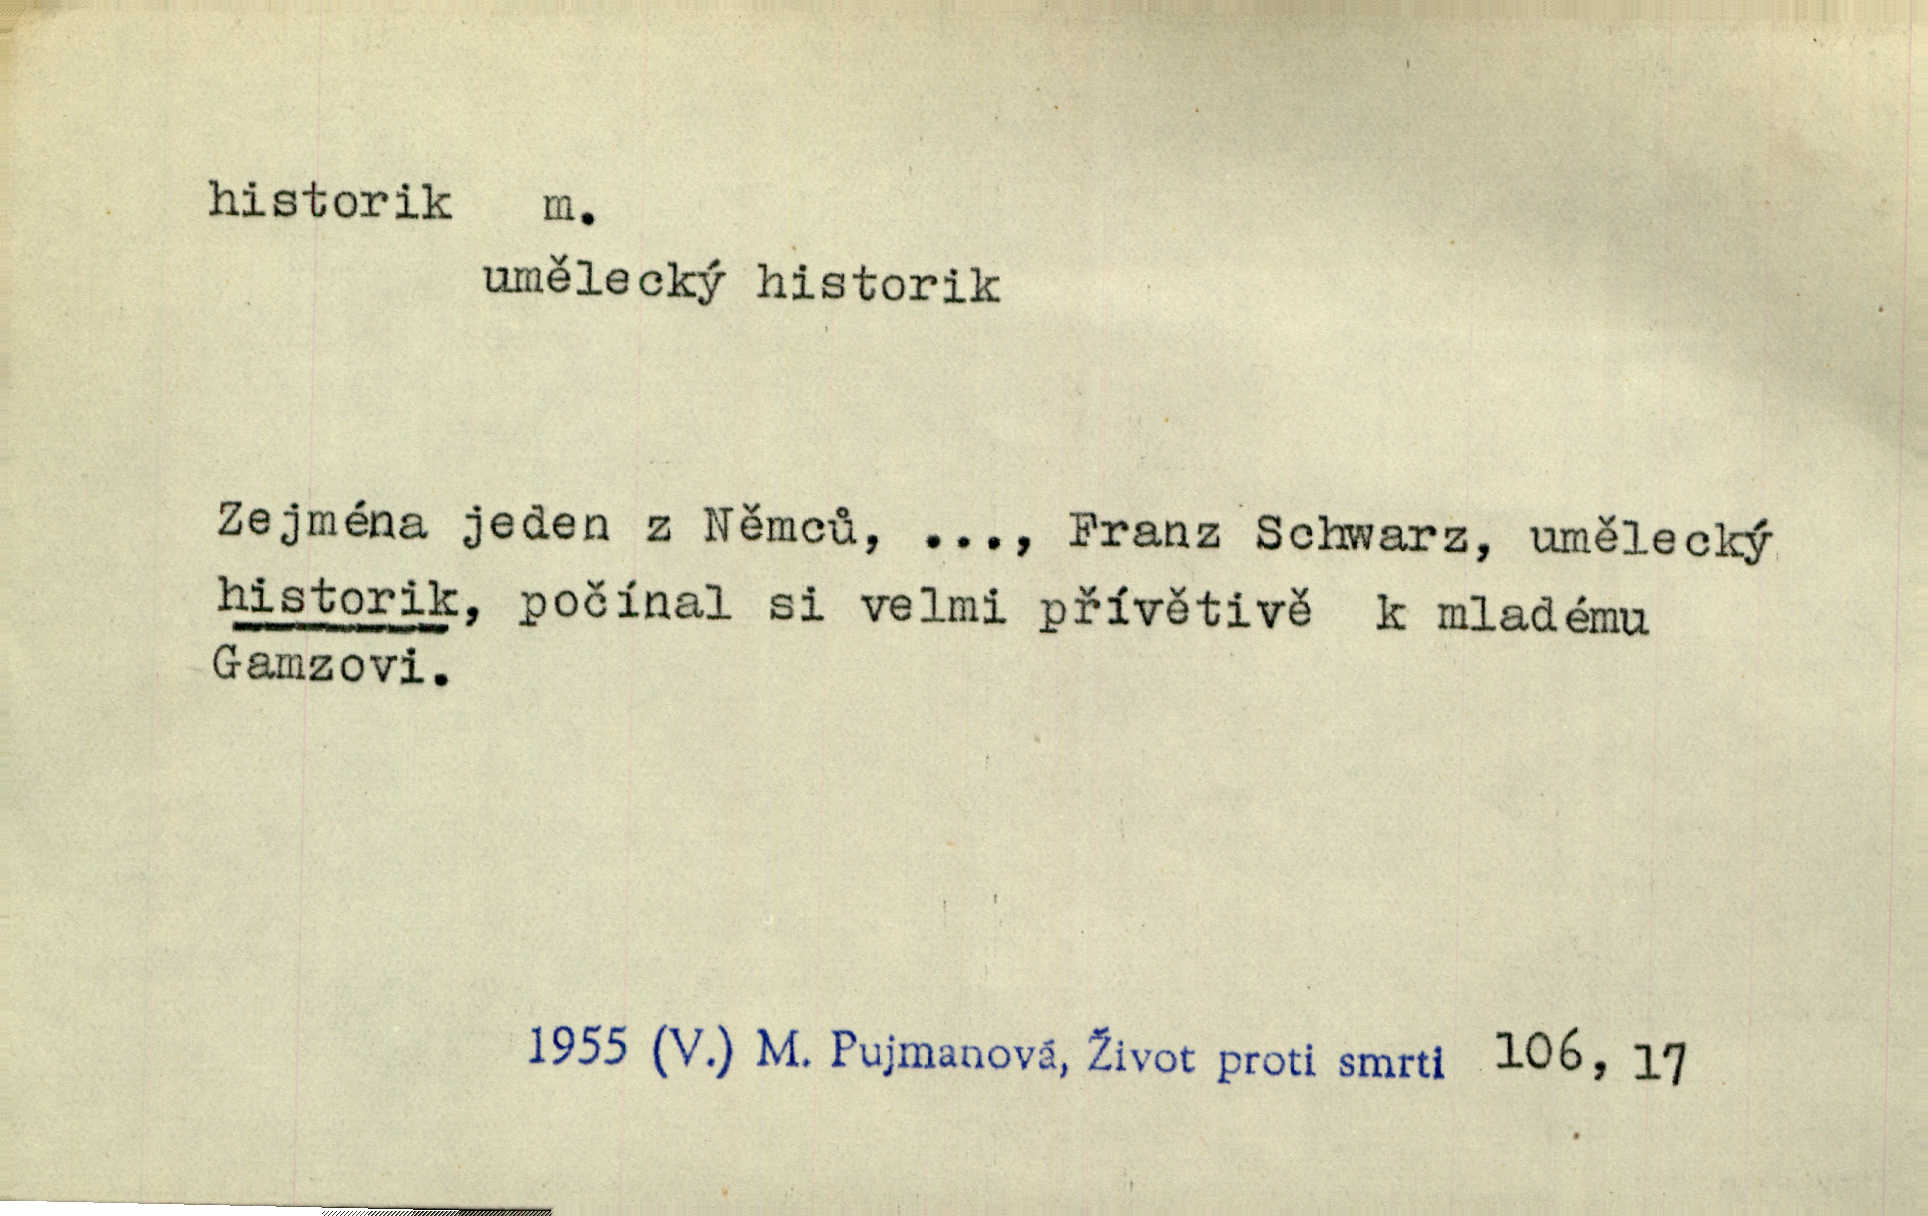 historik m.
umělecký historik
Zejména jeden z Němců, ..., Franz Schwarz, umělecký
historik, počínal si velmi přívětivě k mladému
Gamzovi.
1955 (V.) M. Pujmanová, Život proti smrti 106, 17